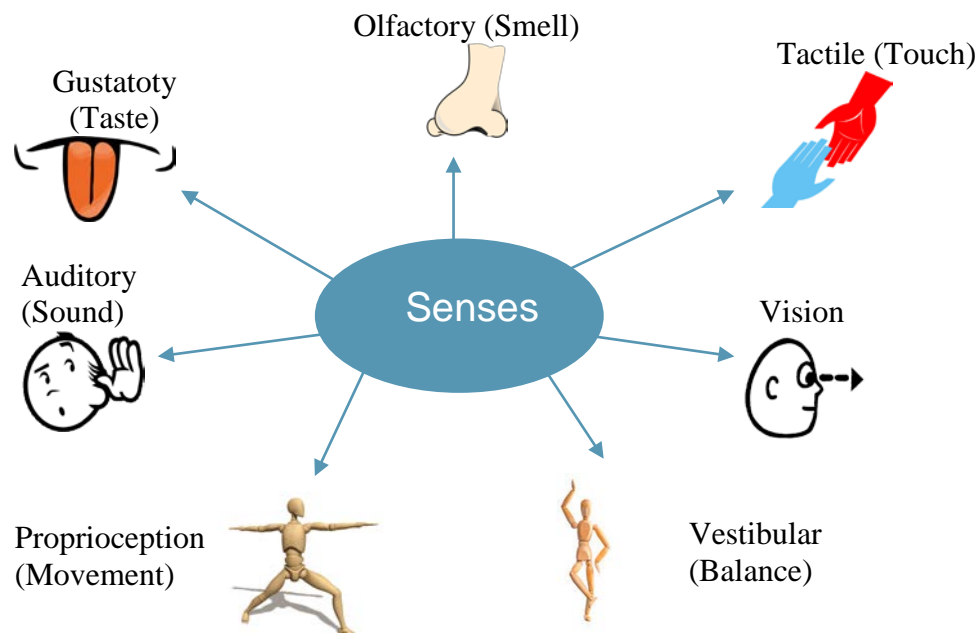 Olfactory (Smell)
Tactile (Touch)
Gustatoty
(Taste)
Auditory
(Sound)
Senses
Vision
Proprioception
(Movement)
Vestibular
(Balance)